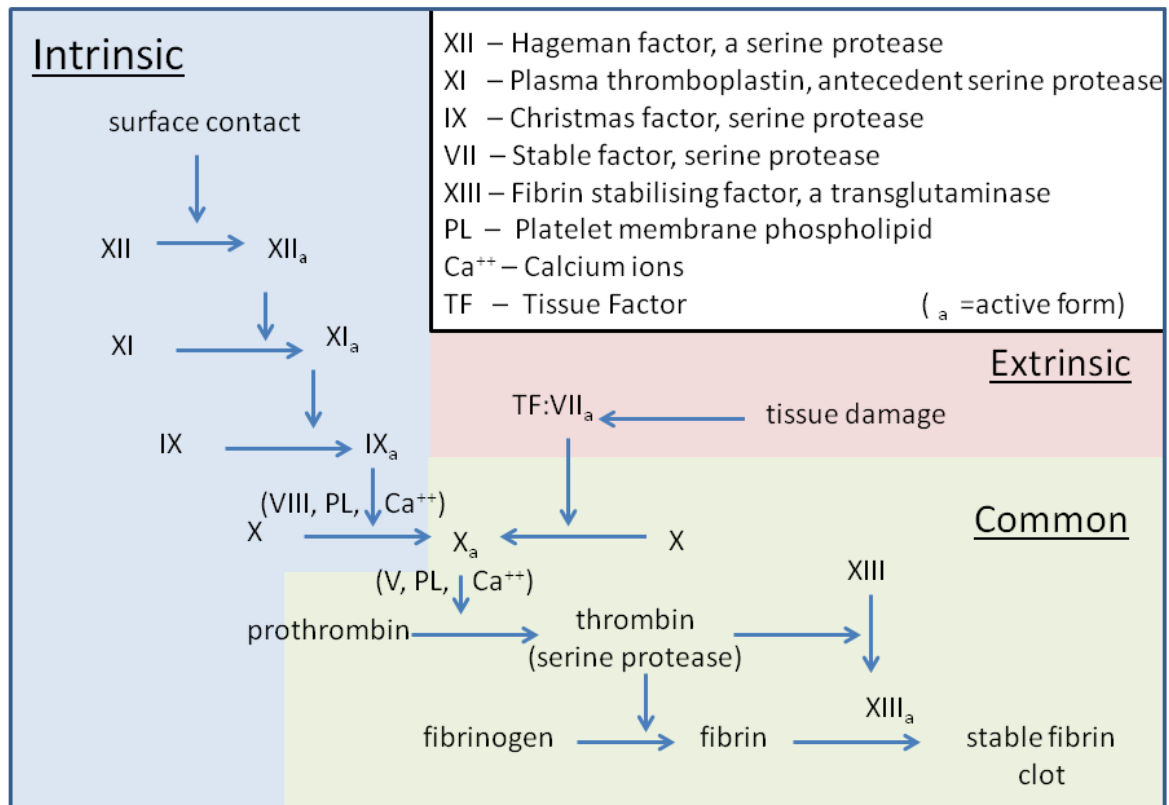 Intrinsic
XII – Hageman factor, a serine protease
XI – Plasma thromboplastin, antecedent serine protease
IX – Christmas factor, serine protease
VII – Stable factor, serine protease
XIII – Fibrin stabilising factor, a transglutaminase
PL – Platelet membrane phospholipid
Ca⁺⁺ – Calcium ions
TF – Tissue Factor ( ₐ =active form)
surface contact
XII XIIₐ
XI XIₐ
Extrinsic
TF:VIIₐ tissue damage
IX IXₐ
(VIII, PL, Ca⁺⁺)
Common
X Xₐ X
(V, PL, Ca⁺⁺)
XIII
prothrombin thrombin
(serine protease)
XIIIₐ
fibrinogen fibrin stable fibrin
clot